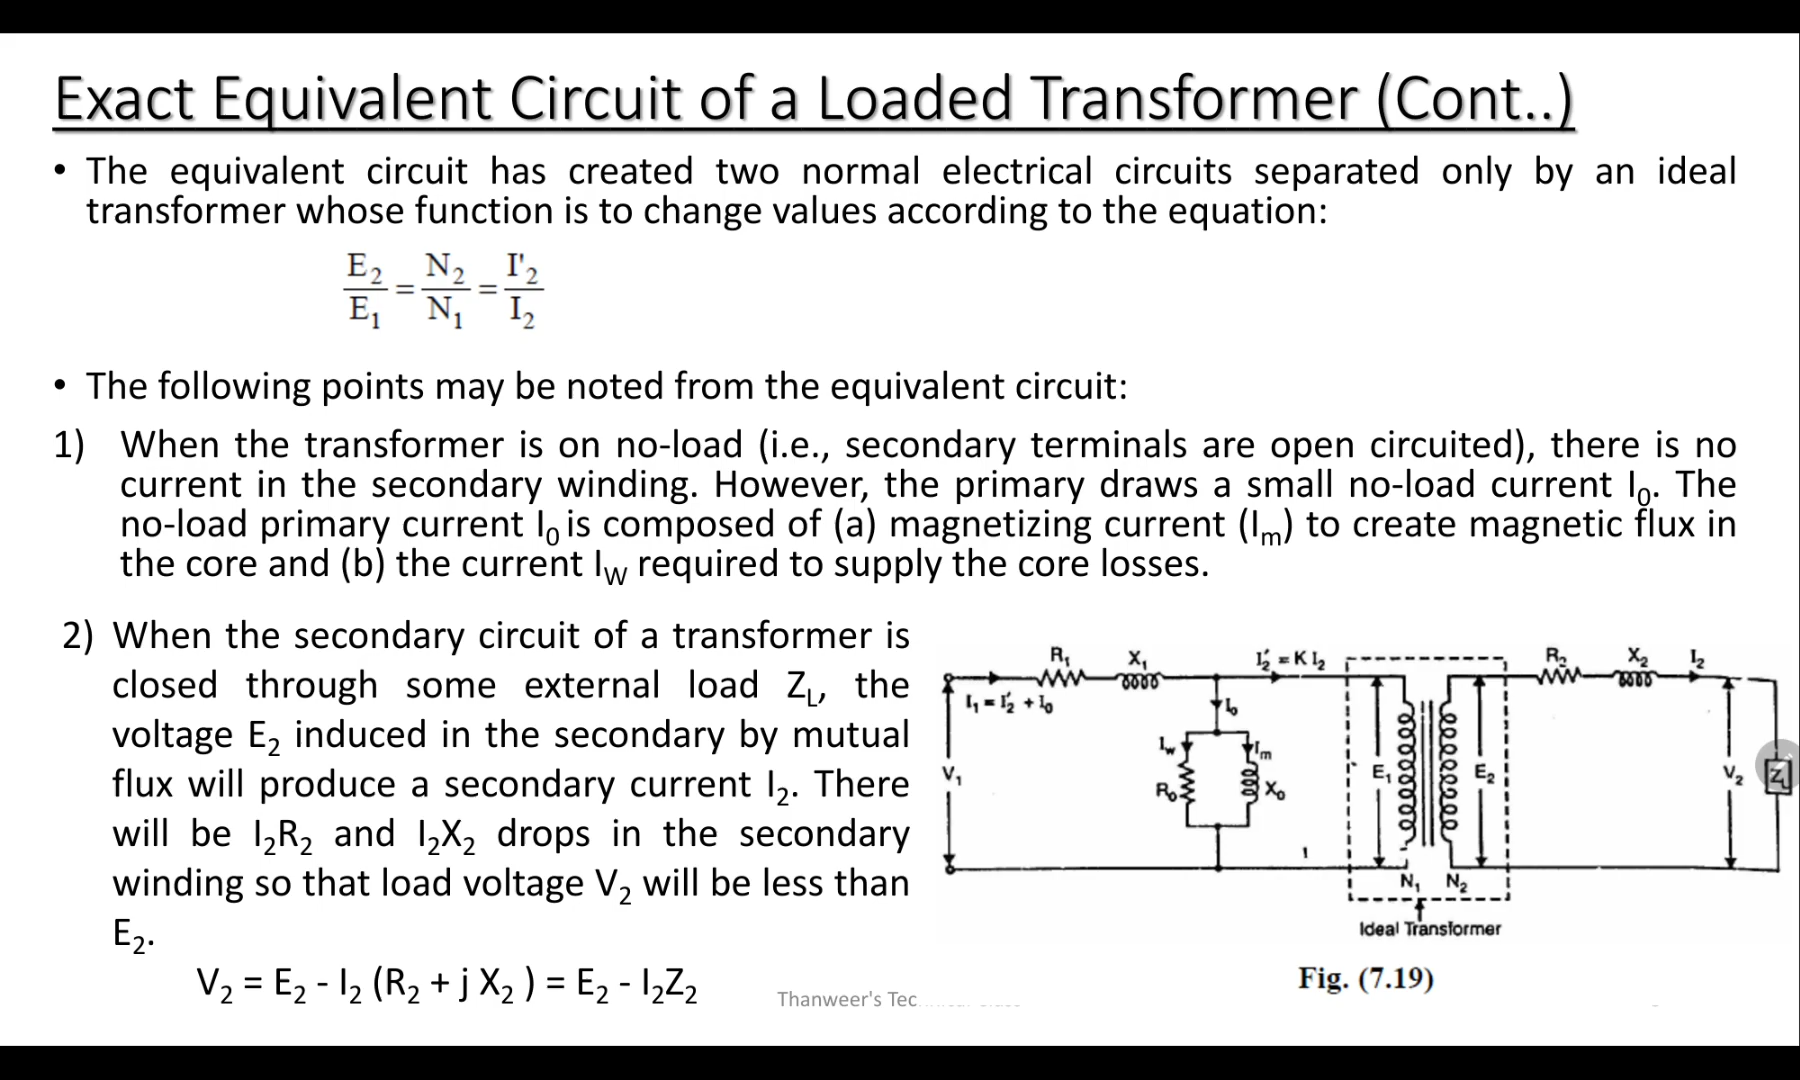 Exact Equivalent Circuit of a Loaded Transformer (Cont..)
• The equivalent circuit has created two normal electrical circuits separated only by an ideal
transformer whose function is to change values according to the equation:
E₂/E₁ = N₂/N₁ = I'₂/I₂
• The following points may be noted from the equivalent circuit:
1) When the transformer is on no-load (i.e., secondary terminals are open circuited), there is no
current in the secondary winding. However, the primary draws a small no-load current I₀. The
no-load primary current I₀ is composed of (a) magnetizing current (Iₘ) to create magnetic flux in
the core and (b) the current I_W required to supply the core losses.
2) When the secondary circuit of a transformer is
closed through some external load Z_L, the
voltage E₂ induced in the secondary by mutual
flux will produce a secondary current I₂. There
will be I₂R₂ and I₂X₂ drops in the secondary
winding so that load voltage V₂ will be less than
E₂.
V₂ = E₂ - I₂ (R₂ + j X₂ ) = E₂ - I₂Z₂
R₁ X₁ I₂' = K I₂ R₂ X₂ I₂
I₁ = I₂' + I₀ I₀
I_w Iₘ
V₁ R₀ X₀ E₁ E₂ V₂
N₁ N₂
Ideal Transformer
Fig. (7.19)
Thanweer's Tec